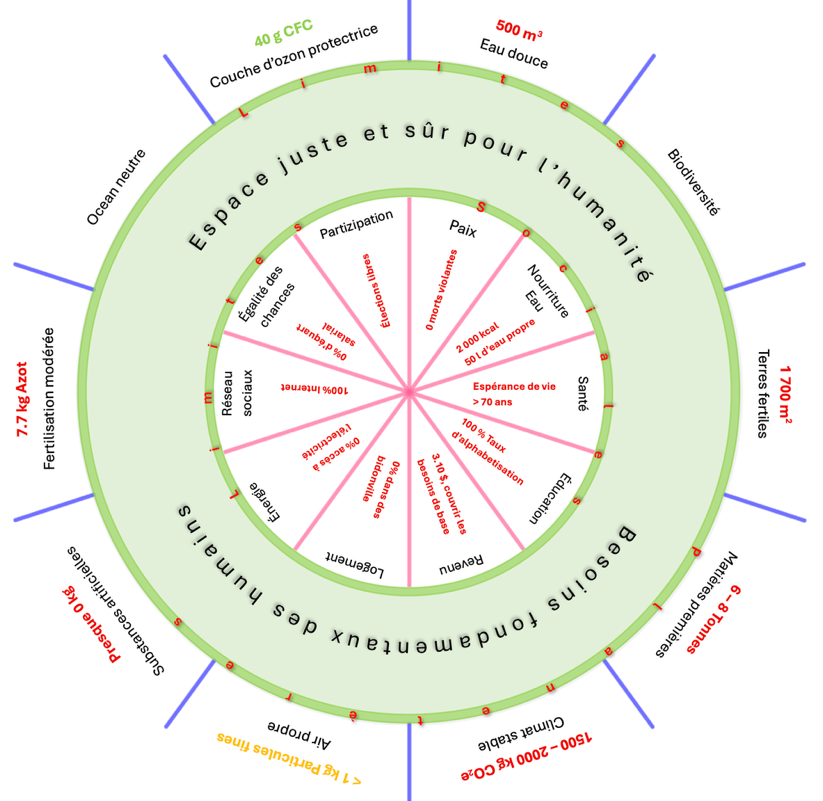 40 g CFC
Couche d'ozon protectrice
500 m³
Eau douce
Biodiversité
1 700 m²
Terres fertiles
6 – 8 Tonnes
Matières premières
1500 – 2000 kg CO₂e
Climat stable
< 1 kg Particules fines
Air propre
Presque 0 kg
Substances artificielles
7.7 kg Azot
Fertilisation modérée
Ocean neutre
Limites
Planetéres
Espace juste et sûr pour l'humanité
Besoins fondamentaux des humains
Limites
Sociales
Paix
0 morts violantes
Nourriture
Eau
2 000 kcal
50 l d'eau propre
Santé
Espérance de vie
> 70 ans
Éducation
100 % Taux
d'alphabetisation
Revenu
3.10 $, couvrir les
besoins de base
Logement
0% dans des
bidonville
Énergie
0% accès à
l'électricité
Réseau
sociaux
100% Internet
Égalité des
chances
0% d'équart
salarial
Partizipation
Élections libres